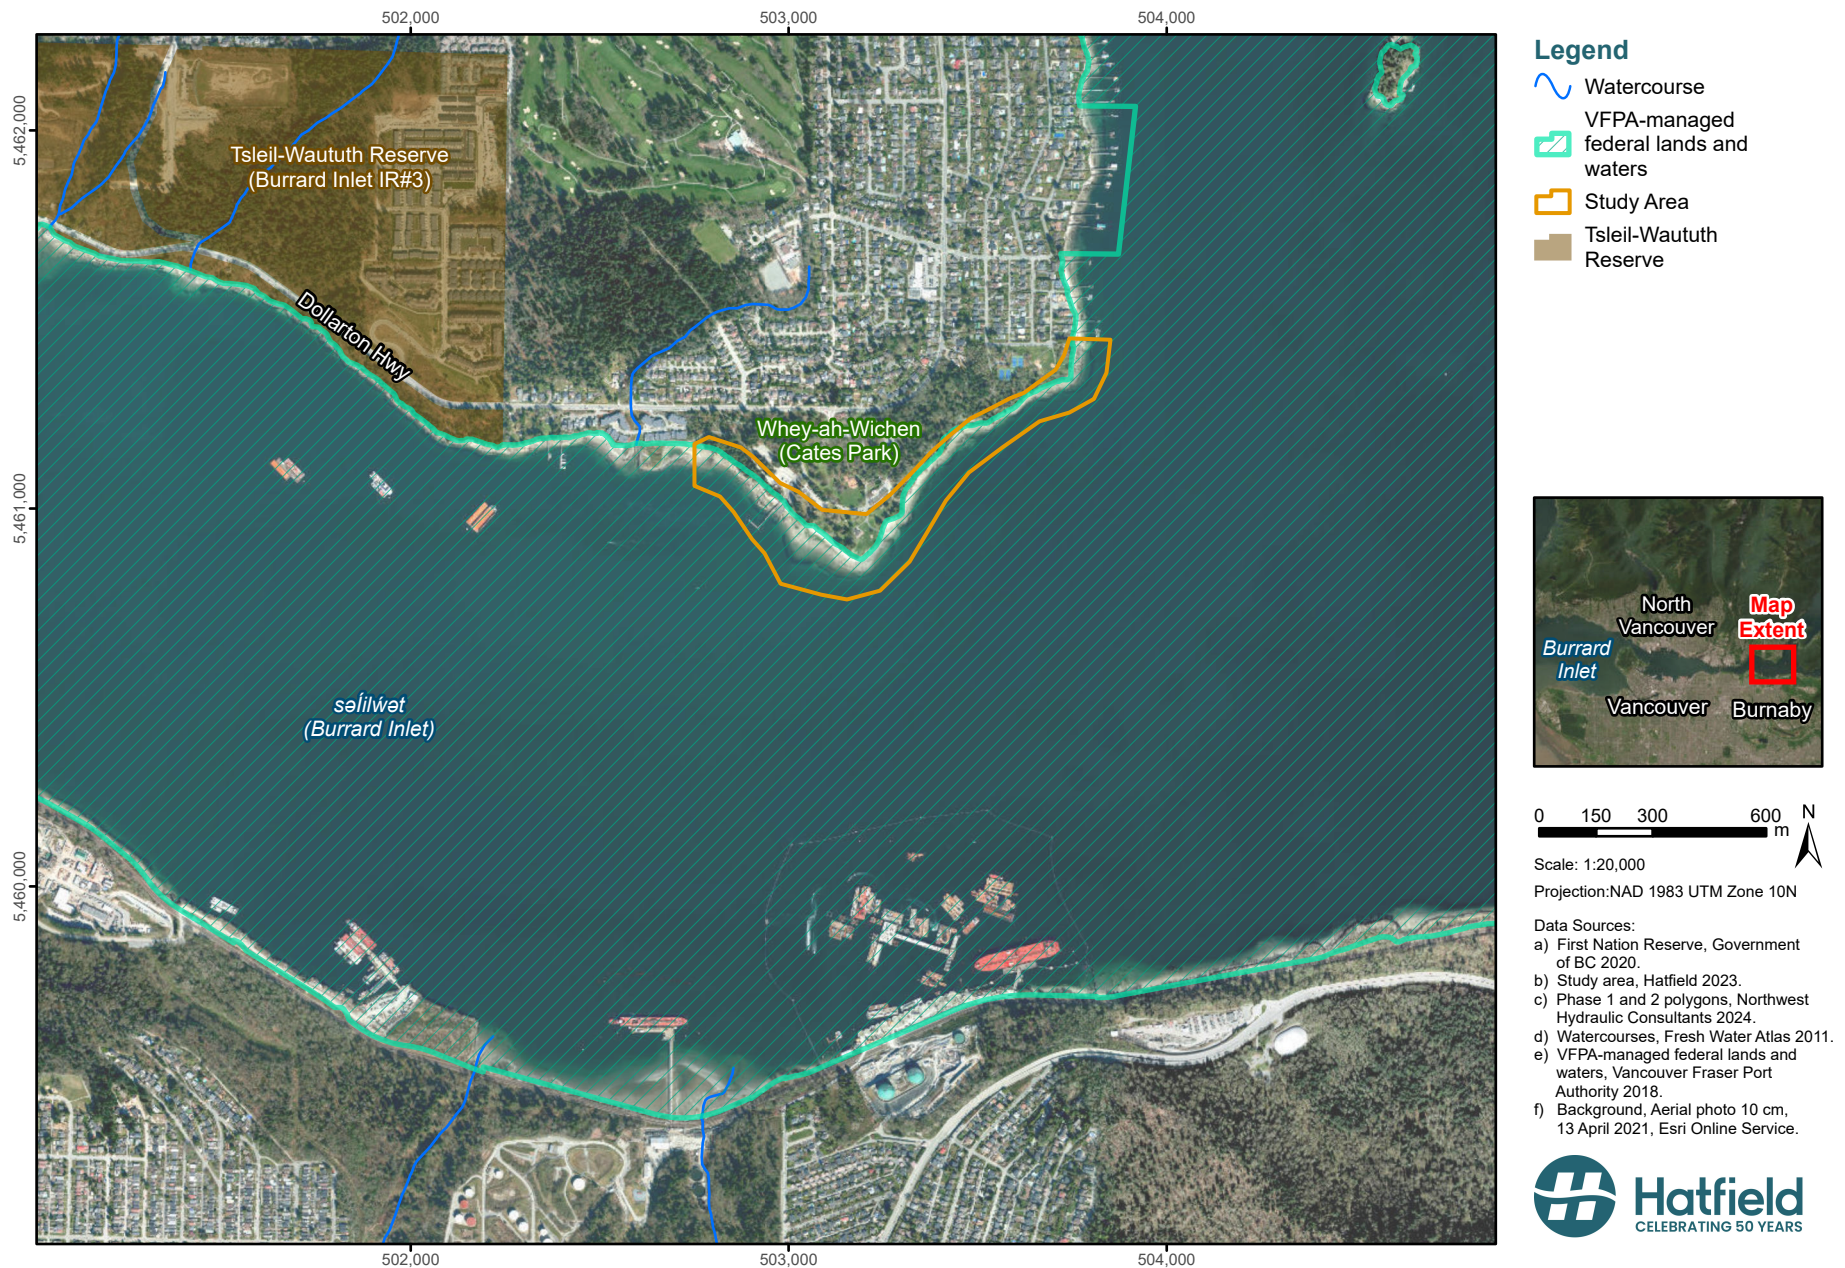 502,000
503,000
504,000
5,462,000
5,461,000
5,460,000
Tsleil-Waututh Reserve
(Burrard Inlet IR#3)
Dollarton Hwy
Whey-ah-Wichen
(Cates Park)
səl̓ilw̓ət
(Burrard Inlet)
502,000
503,000
504,000
Legend
Watercourse
VFPA-managed
federal lands and
waters
Study Area
Tsleil-Waututh
Reserve
North
Vancouver
Map
Extent
Burrard
Inlet
Vancouver
Burnaby
0 150 300 600 m
N
Scale: 1:20,000
Projection:NAD 1983 UTM Zone 10N
Data Sources:
a) First Nation Reserve, Government
of BC 2020.
b) Study area, Hatfield 2023.
c) Phase 1 and 2 polygons, Northwest
Hydraulic Consultants 2024.
d) Watercourses, Fresh Water Atlas 2011.
e) VFPA-managed federal lands and
waters, Vancouver Fraser Port
Authority 2018.
f) Background, Aerial photo 10 cm,
13 April 2021, Esri Online Service.
Hatfield
CELEBRATING 50 YEARS